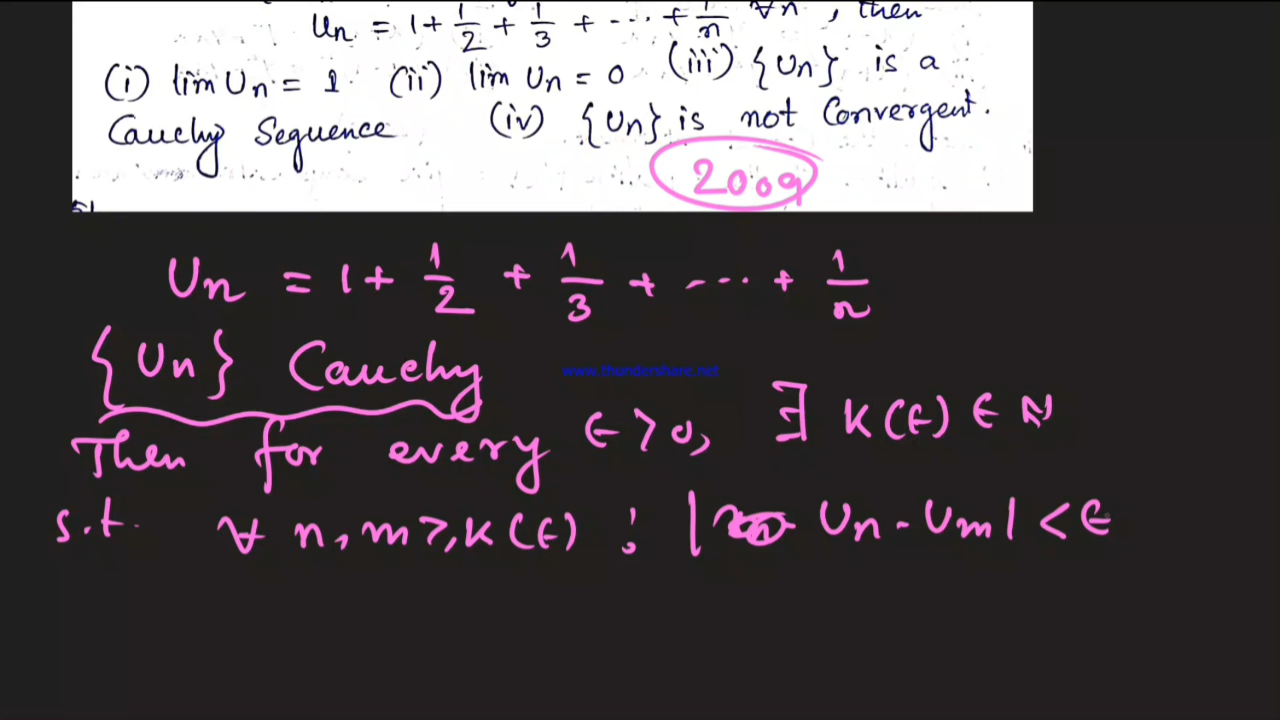 Un = 1 + 1/2 + 1/3 + ... + 1/n ∀n, then
(i) lim Un = 1 (ii) lim Un = 0 (iii) {Un} is a
Cauchy Sequence (iv) {Un} is not Convergent.
2009
Un = 1 + 1/2 + 1/3 + ... + 1/n
{Un} Cauchy
www.thundershare.net
Then for every ε > 0, ∃ K(ε) ∈ ℕ
s.t. ∀ n, m ≥ K(ε) : | Un - Um | < ε